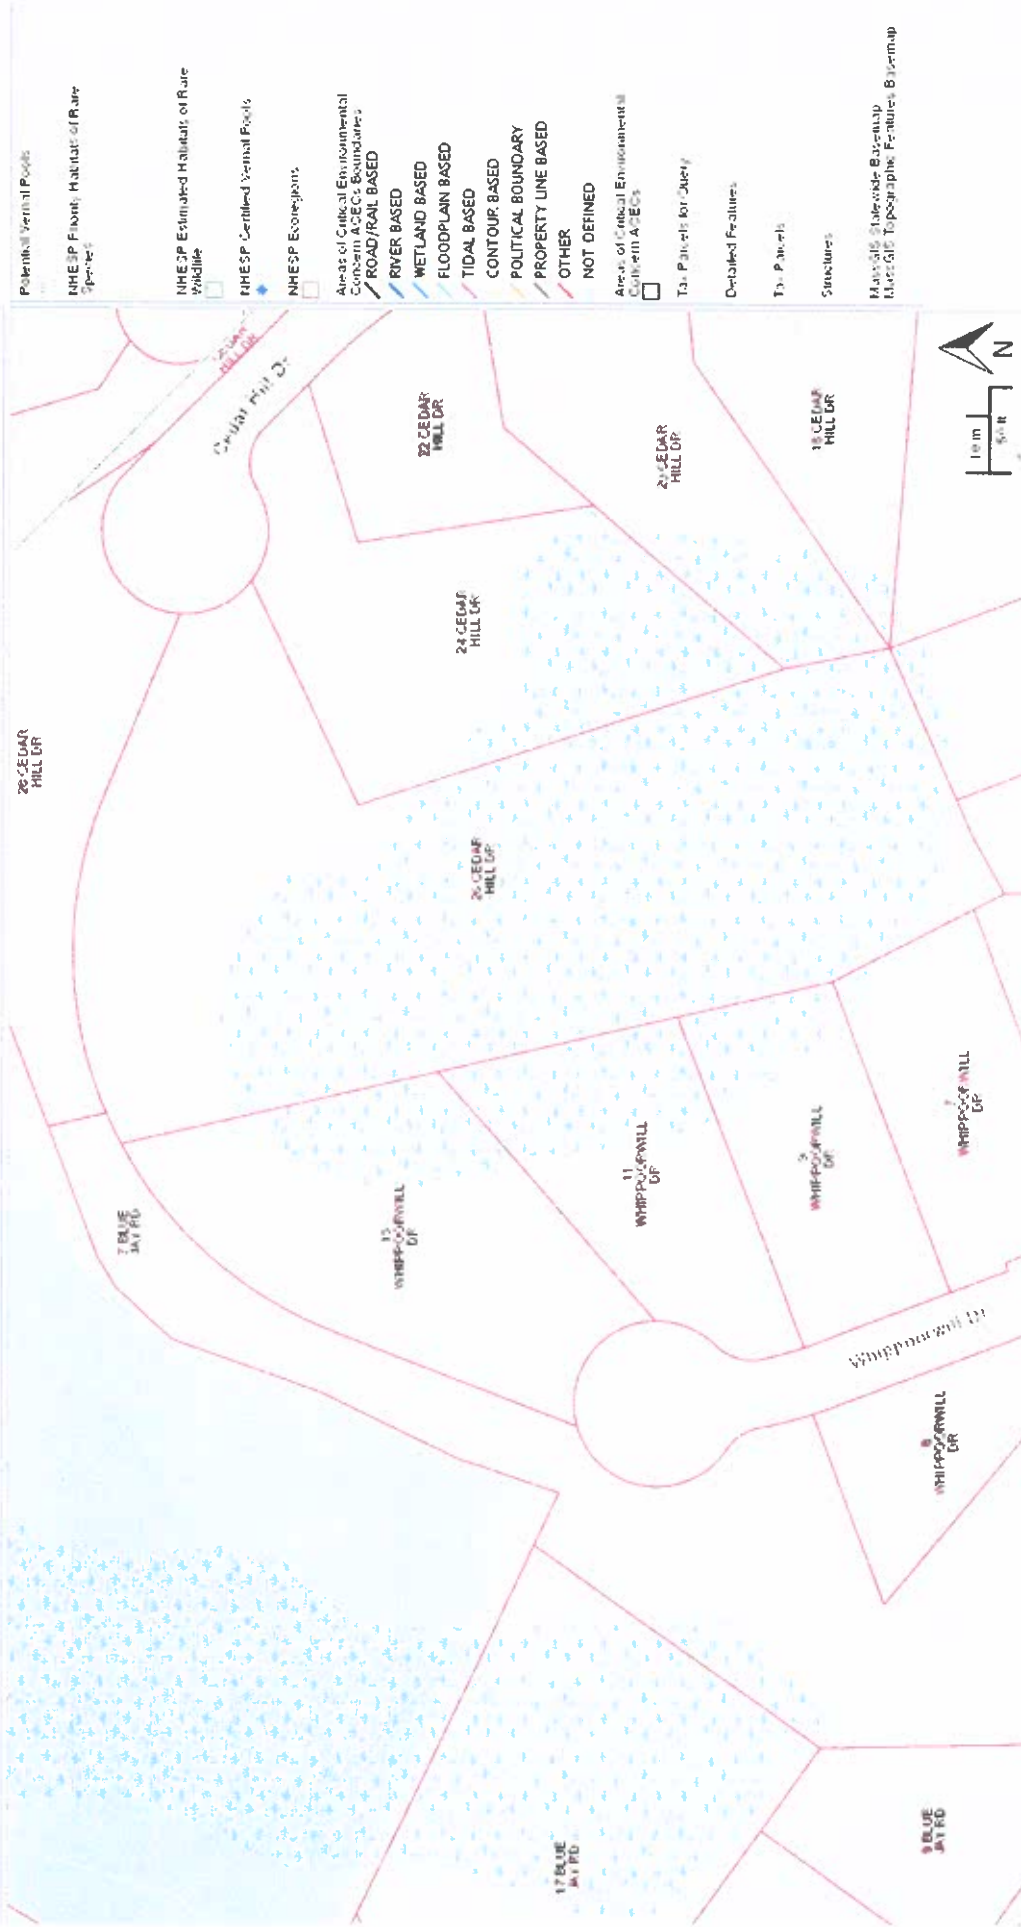 Potential Vernal Pools
NHESP Priority Habitats of Rare
Species
NHESP Estimated Habitats of Rare
Wildlife
NHESP Certified Vernal Pools
NHESP Ecoregions
Areas of Critical Environmental
Concern ACECs Boundaries
ROAD/RAIL BASED
RIVER BASED
WETLAND BASED
FLOODPLAIN BASED
TIDAL BASED
CONTOUR BASED
POLITICAL BOUNDARY
PROPERTY LINE BASED
OTHER
NOT DEFINED
Areas of Critical Environmental
Concern ACECs
Tax Parcels for Query
Detailed Features
Tax Parcels
Structures
MassGIS Statewide Basemap
MassGIS Topographic Features Basemap
CEDAR
HILL DR
Cedar Hill Dr
22 CEDAR
HILL DR
CEDAR
HILL DR
18 CEDAR
HILL DR
24 CEDAR
HILL DR
CEDAR
HILL DR
CEDAR
HILL DR
7 BLUE
JAY RD
WHIPPOORWILL
DR
11
WHIPPOORWILL
DR
9
WHIPPOORWILL
DR
7
WHIPPOORWILL
DR
Whippoorwill D
8
WHIPPOORWILL
DR
17 BLUE
JAY RD
9 BLUE
JAY RD
10 m
50 ft
N